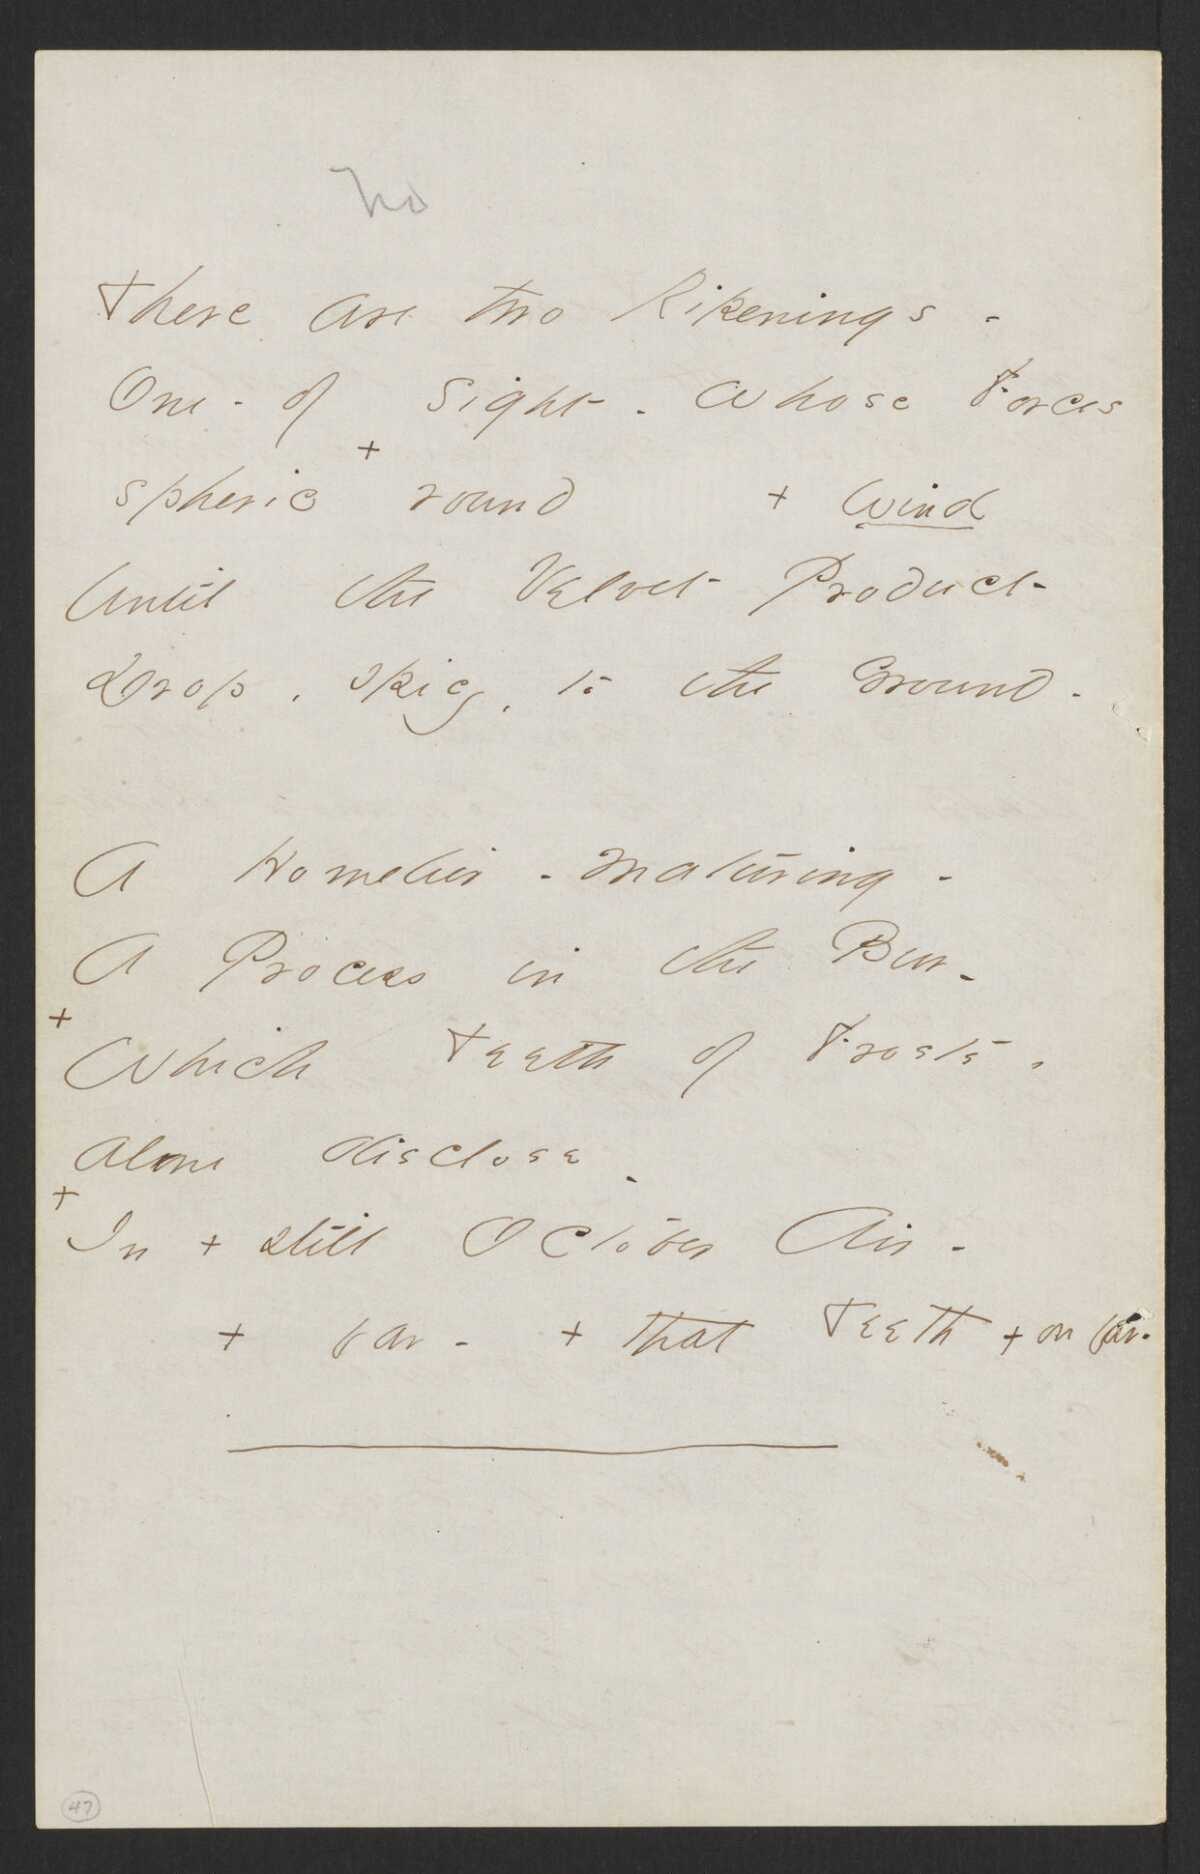 No
There are two Ripenings -
One - of Sight - Whose Forces
spheric + round + Wind
Until the Velvet Product
Drop, spicy, to the Ground -
A Homelier - maturing -
A Process in the Bur -
+ Which Teeth of Frosts,
alone disclose -
+ In + still October Air -
+ far - + that Teeth + on far -
47